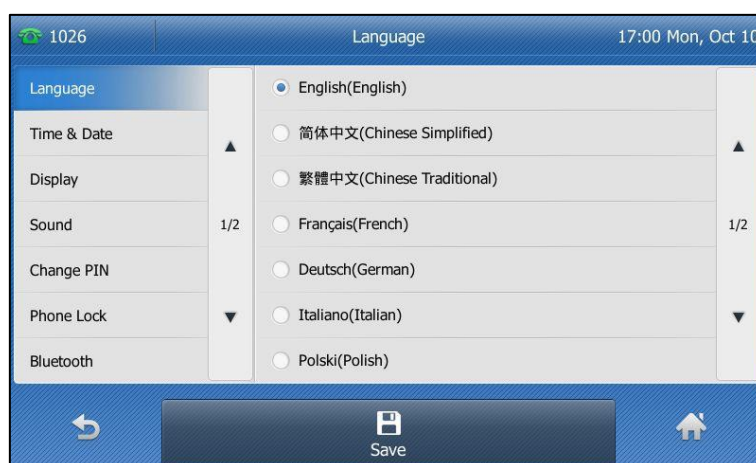 1026
Language
17:00 Mon, Oct 10
Language
Time & Date
Display
Sound
Change PIN
Phone Lock
Bluetooth
1/2
English(English)
简体中文(Chinese Simplified)
繁體中文(Chinese Traditional)
Français(French)
Deutsch(German)
Italiano(Italian)
Polski(Polish)
1/2
Save